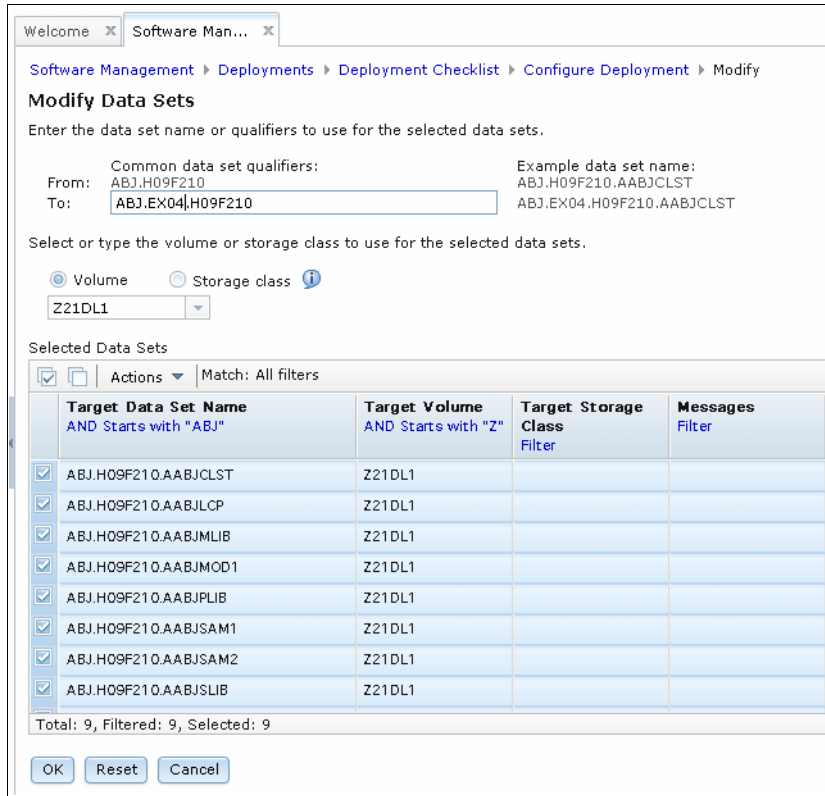 Welcome x Software Man... x
Software Management Deployments Deployment Checklist Configure Deployment Modify
Modify Data Sets
Enter the data set name or qualifiers to use for the selected data sets.
Common data set qualifiers: Example data set name:
From: ABJ.H09F210 ABJ.H09F210.AABJCLST
To: ABJ.EX04.H09F210 ABJ.EX04.H09F210.AABJCLST
Select or type the volume or storage class to use for the selected data sets.
Volume Storage class i
Z21DL1
Selected Data Sets
Actions Match: All filters
Target Data Set Name Target Volume Target Storage Messages
AND Starts with "ABJ" AND Starts with "Z" Class Filter
Filter
ABJ.H09F210.AABJCLST Z21DL1
ABJ.H09F210.AABJLCP Z21DL1
ABJ.H09F210.AABJMLIB Z21DL1
ABJ.H09F210.AABJMOD1 Z21DL1
ABJ.H09F210.AABJPLIB Z21DL1
ABJ.H09F210.AABJSAM1 Z21DL1
ABJ.H09F210.AABJSAM2 Z21DL1
ABJ.H09F210.AABJSLIB Z21DL1
Total: 9, Filtered: 9, Selected: 9
OK Reset Cancel